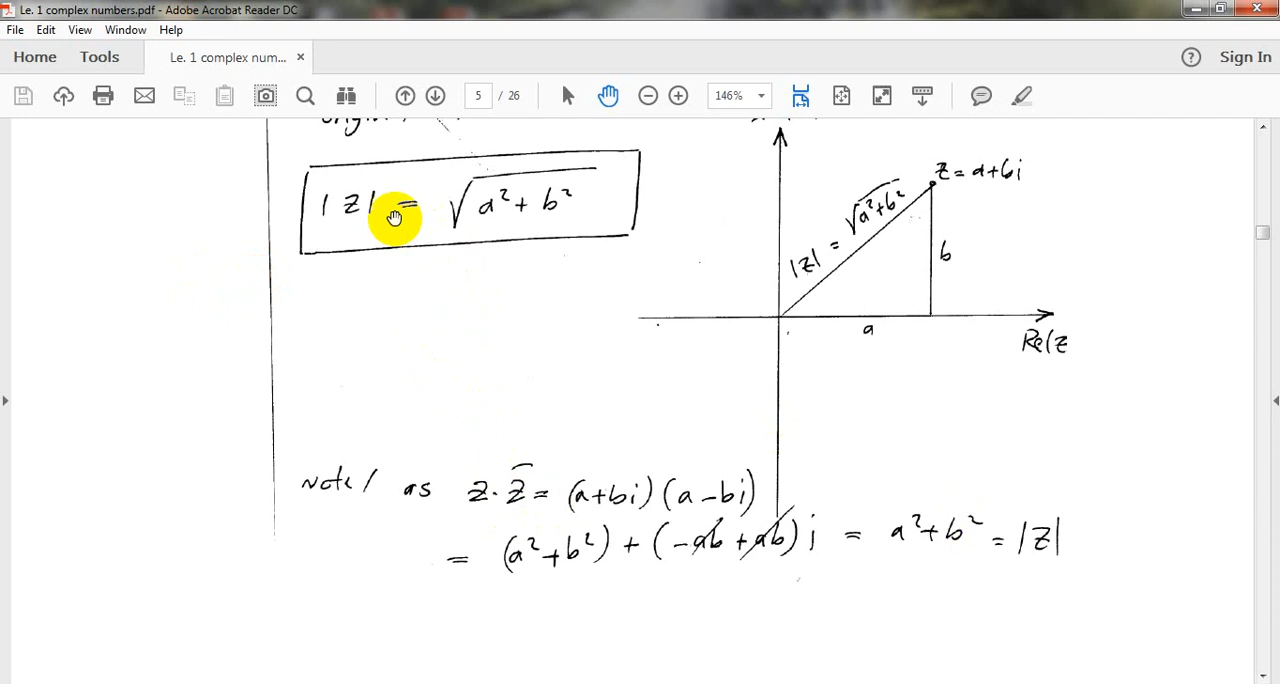 Le. 1 complex numbers.pdf - Adobe Acrobat Reader DC
File Edit View Window Help
Home Tools Le. 1 complex num... × Sign In
5 / 26 146%
|z| = √a²+b²
z = a+bi
|z| = √a²+b²
b
a
Re(z
Note/ as z·z̄ = (a+bi)(a-bi)
= (a²+b²) + (-ab+ab)i = a²+b² = |z|